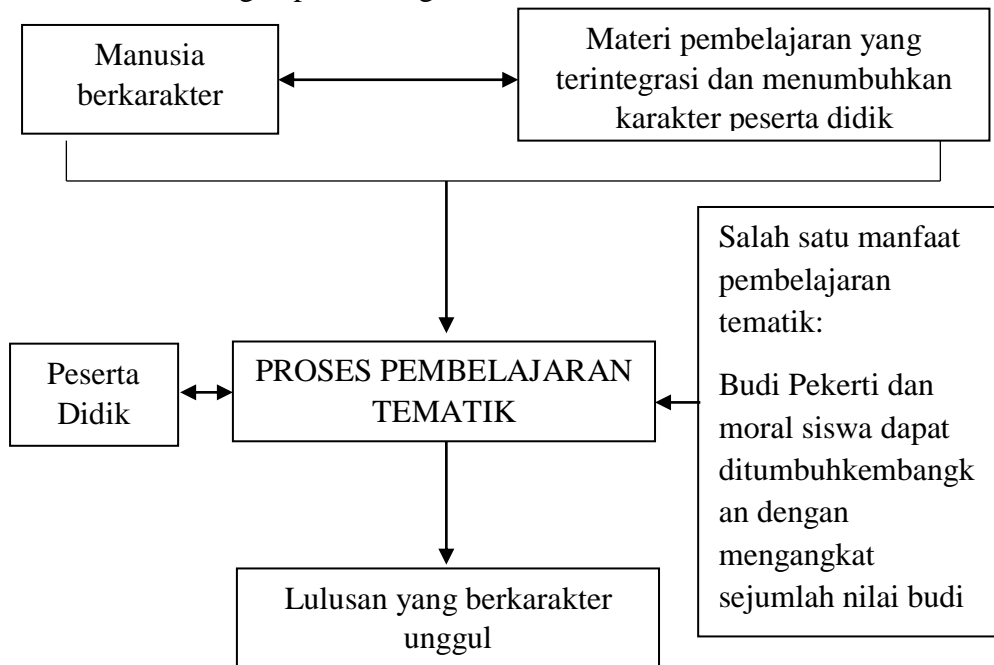 Manusia
berkarakter
Materi pembelajaran yang
terintegrasi dan menumbuhkan
karakter peserta didik
Salah satu manfaat
pembelajaran
tematik:
Budi Pekerti dan
moral siswa dapat
ditumbuhkembangk
an dengan
mengangkat
sejumlah nilai budi
Peserta
Didik
PROSES PEMBELAJARAN
TEMATIK
Lulusan yang berkarakter
unggul